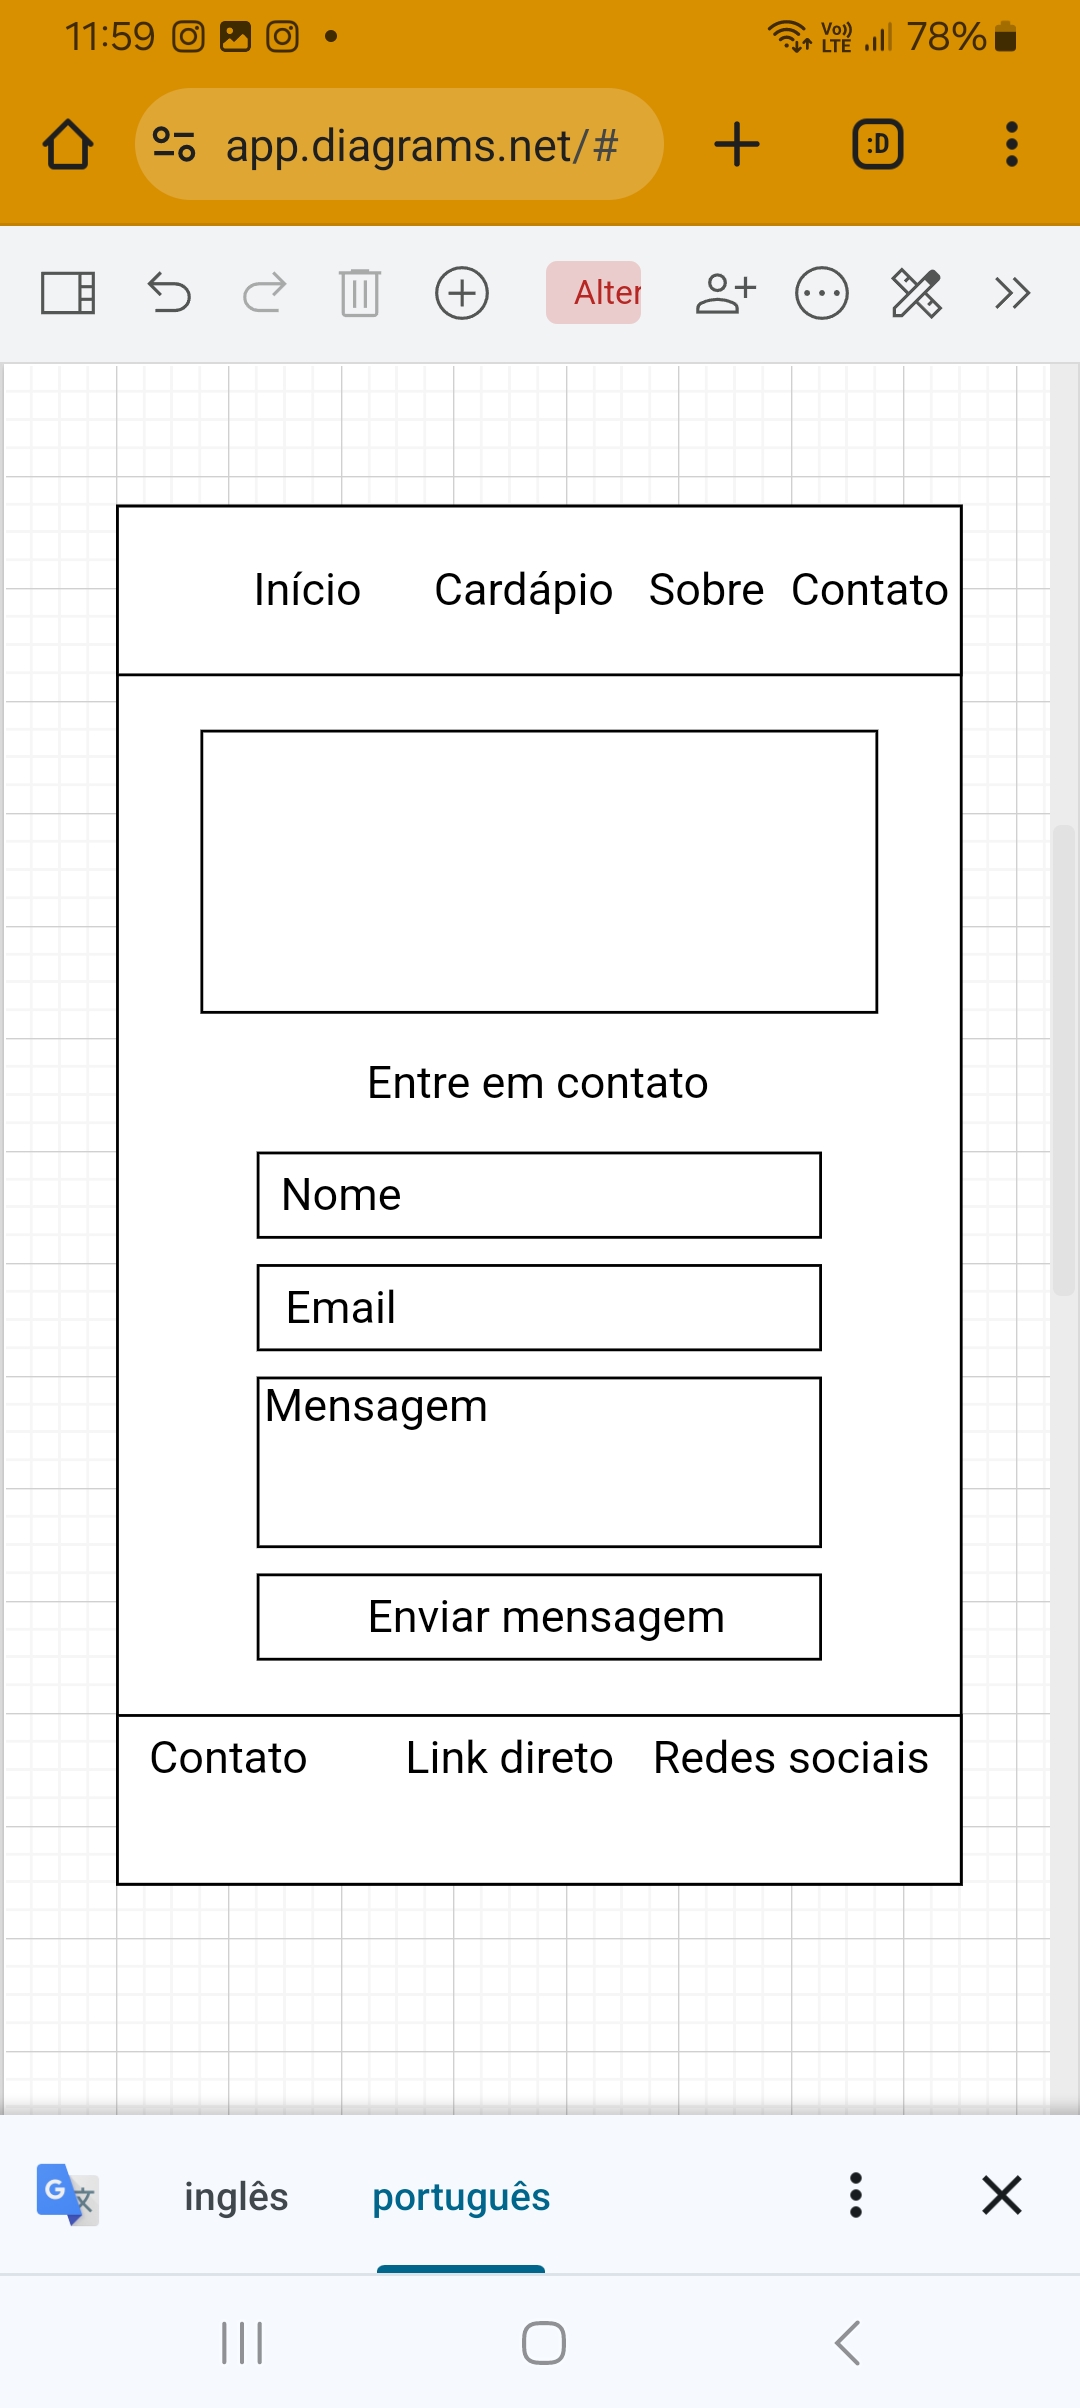 11:59 Vo)) LTE 78%
app.diagrams.net/# :D
Alter
Início Cardápio Sobre Contato
Entre em contato
Nome
Email
Mensagem
Enviar mensagem
Contato Link direto Redes sociais
G 文 inglês português